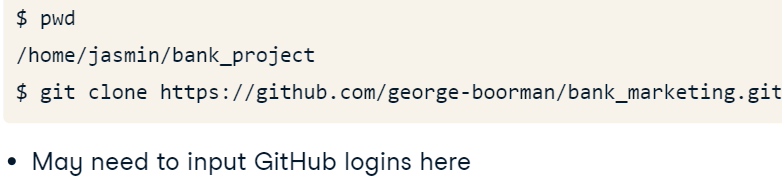 $ pwd
/home/jasmin/bank_project
$ git clone https://github.com/george-boorman/bank_marketing.git
• May need to input GitHub logins here